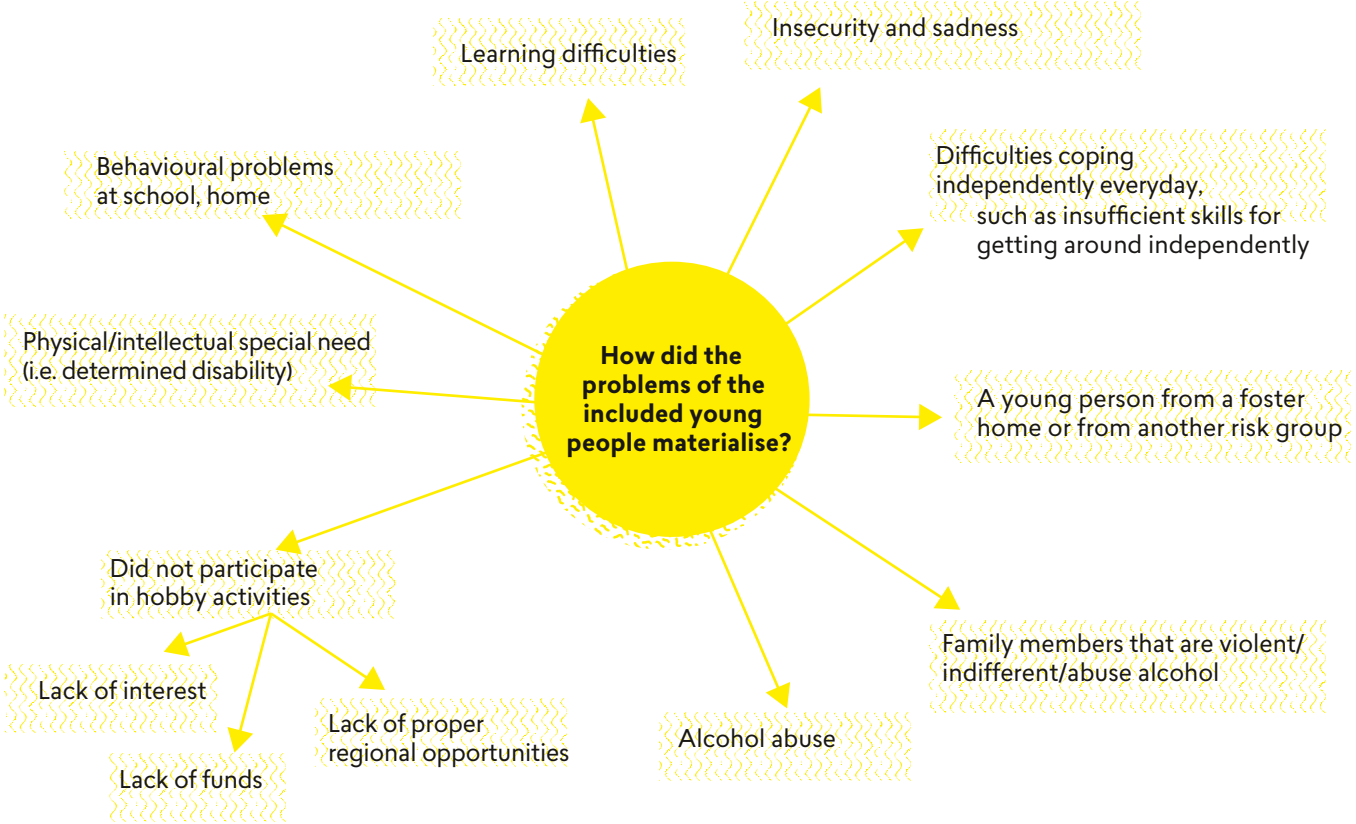 Insecurity and sadness
Learning difficulties
Behavioural problems
at school, home
Difficulties coping
independently everyday,
such as insufficient skills for
getting around independently
Physical/intellectual special need
(i.e. determined disability)
How did the
problems of the
included young
people materialise?
A young person from a foster
home or from another risk group
Did not participate
in hobby activities
Family members that are violent/
indifferent/abuse alcohol
Lack of interest
Lack of proper
regional opportunities
Alcohol abuse
Lack of funds